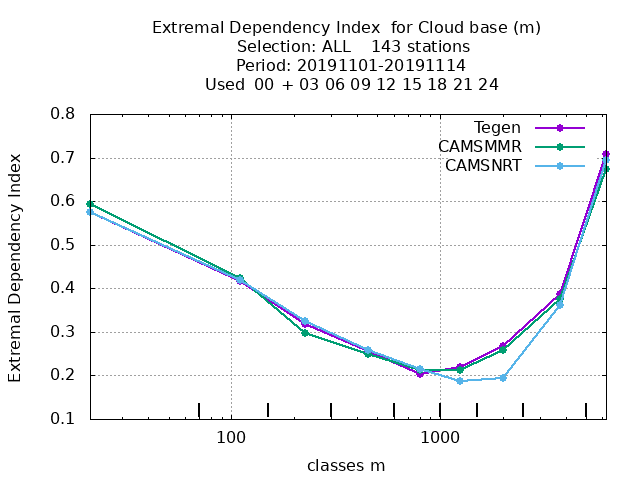 Extremal Dependency Index  for Cloud base (m)
Selection: ALL    143 stations
Period: 20191101-20191114
Used  00 + 03 06 09 12 15 18 21 24
Extremal Dependency Index
0.8
0.7
0.6
0.5
0.4
0.3
0.2
0.1
Tegen
CAMSMMR
CAMSNRT
100
1000
classes m